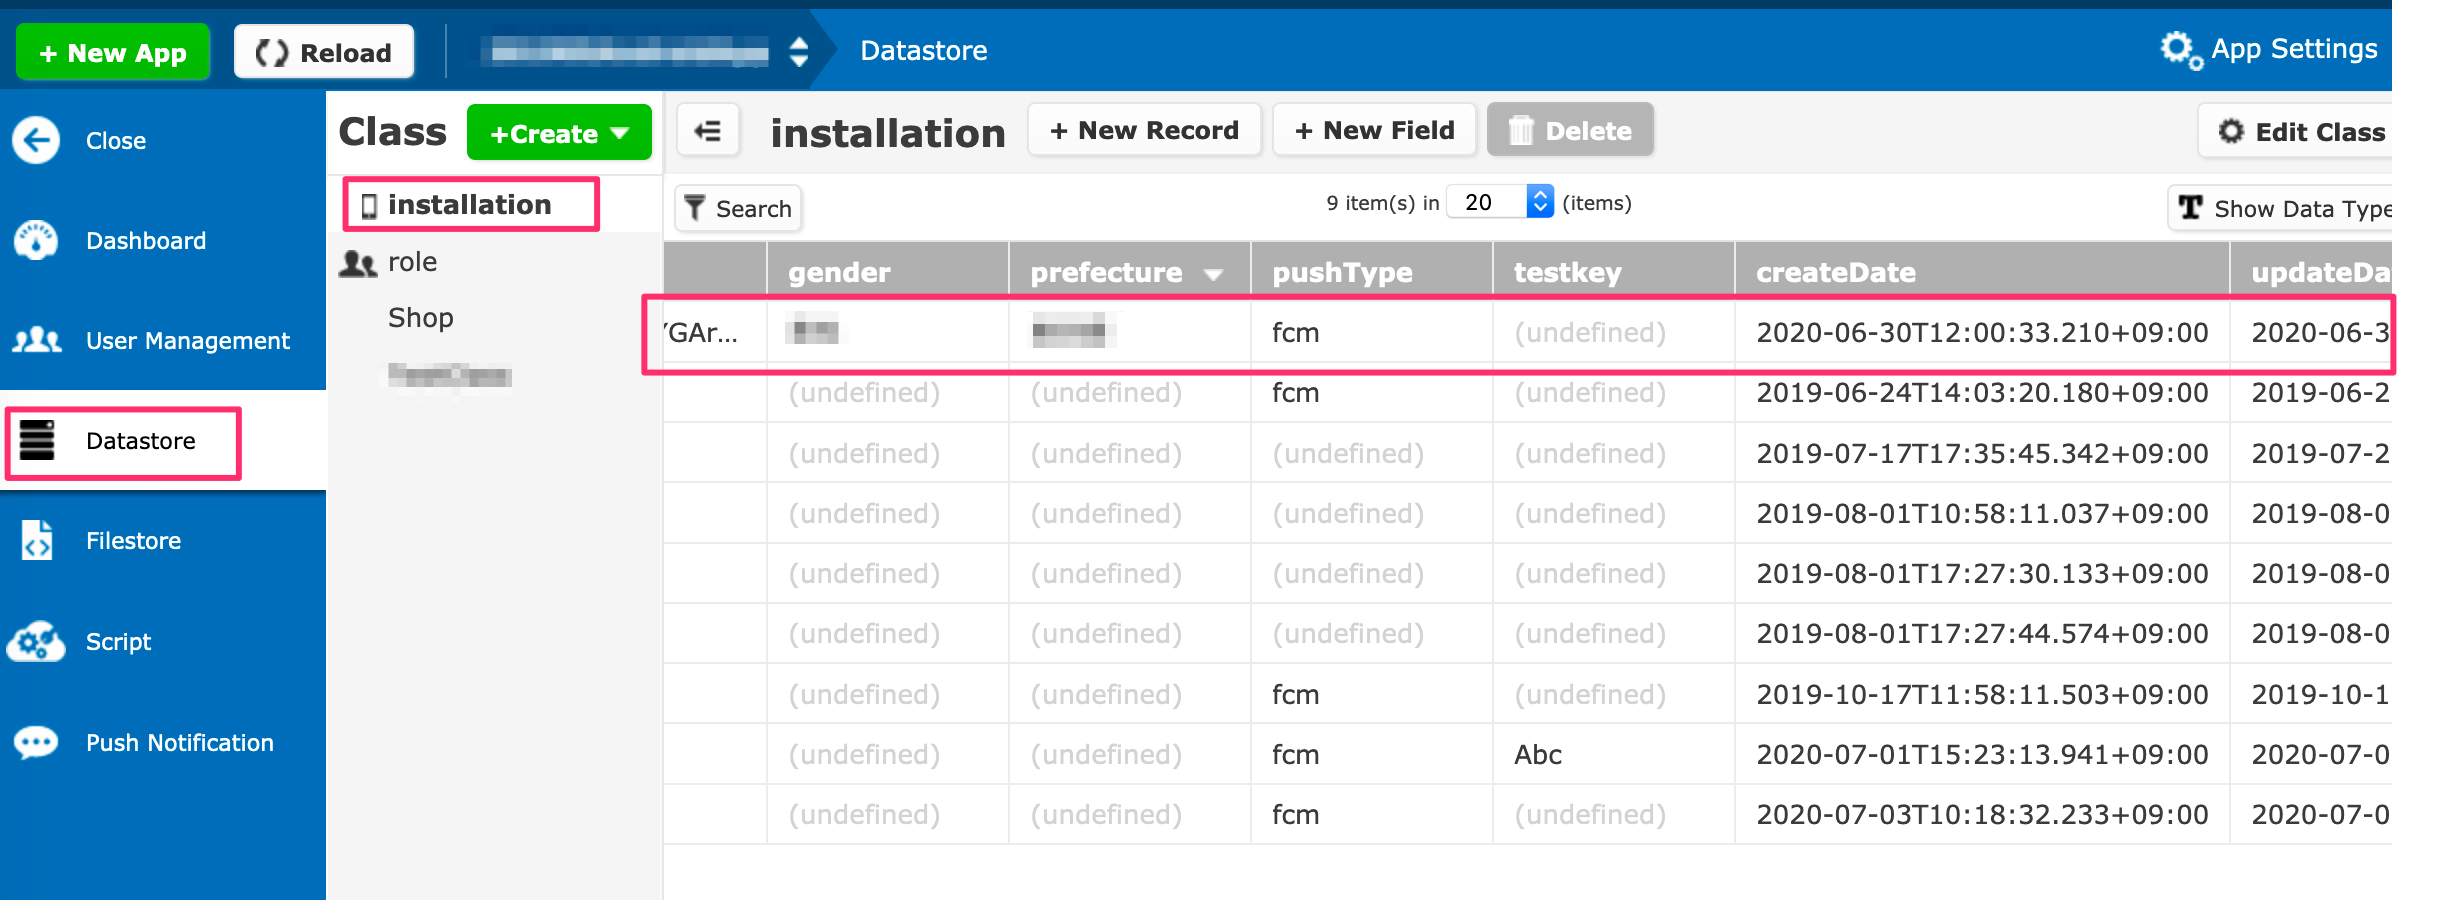 + New App
Reload
Datastore
App Settings
Close
Dashboard
User Management
Datastore
Filestore
Script
Push Notification
Class
+Create
installation
role
Shop
installation
+ New Record
+ New Field
Delete
Edit Class
Search
9 item(s) in 20 (items)
Show Data Type
gender prefecture pushType testkey createDate updateDa
YGAr... fcm (undefined) 2020-06-30T12:00:33.210+09:00 2020-06-3
(undefined) (undefined) fcm (undefined) 2019-06-24T14:03:20.180+09:00 2019-06-2
(undefined) (undefined) (undefined) (undefined) 2019-07-17T17:35:45.342+09:00 2019-07-2
(undefined) (undefined) (undefined) (undefined) 2019-08-01T10:58:11.037+09:00 2019-08-0
(undefined) (undefined) (undefined) (undefined) 2019-08-01T17:27:30.133+09:00 2019-08-0
(undefined) (undefined) (undefined) (undefined) 2019-08-01T17:27:44.574+09:00 2019-08-0
(undefined) (undefined) fcm (undefined) 2019-10-17T11:58:11.503+09:00 2019-10-1
(undefined) (undefined) fcm Abc 2020-07-01T15:23:13.941+09:00 2020-07-0
(undefined) (undefined) fcm (undefined) 2020-07-03T10:18:32.233+09:00 2020-07-0